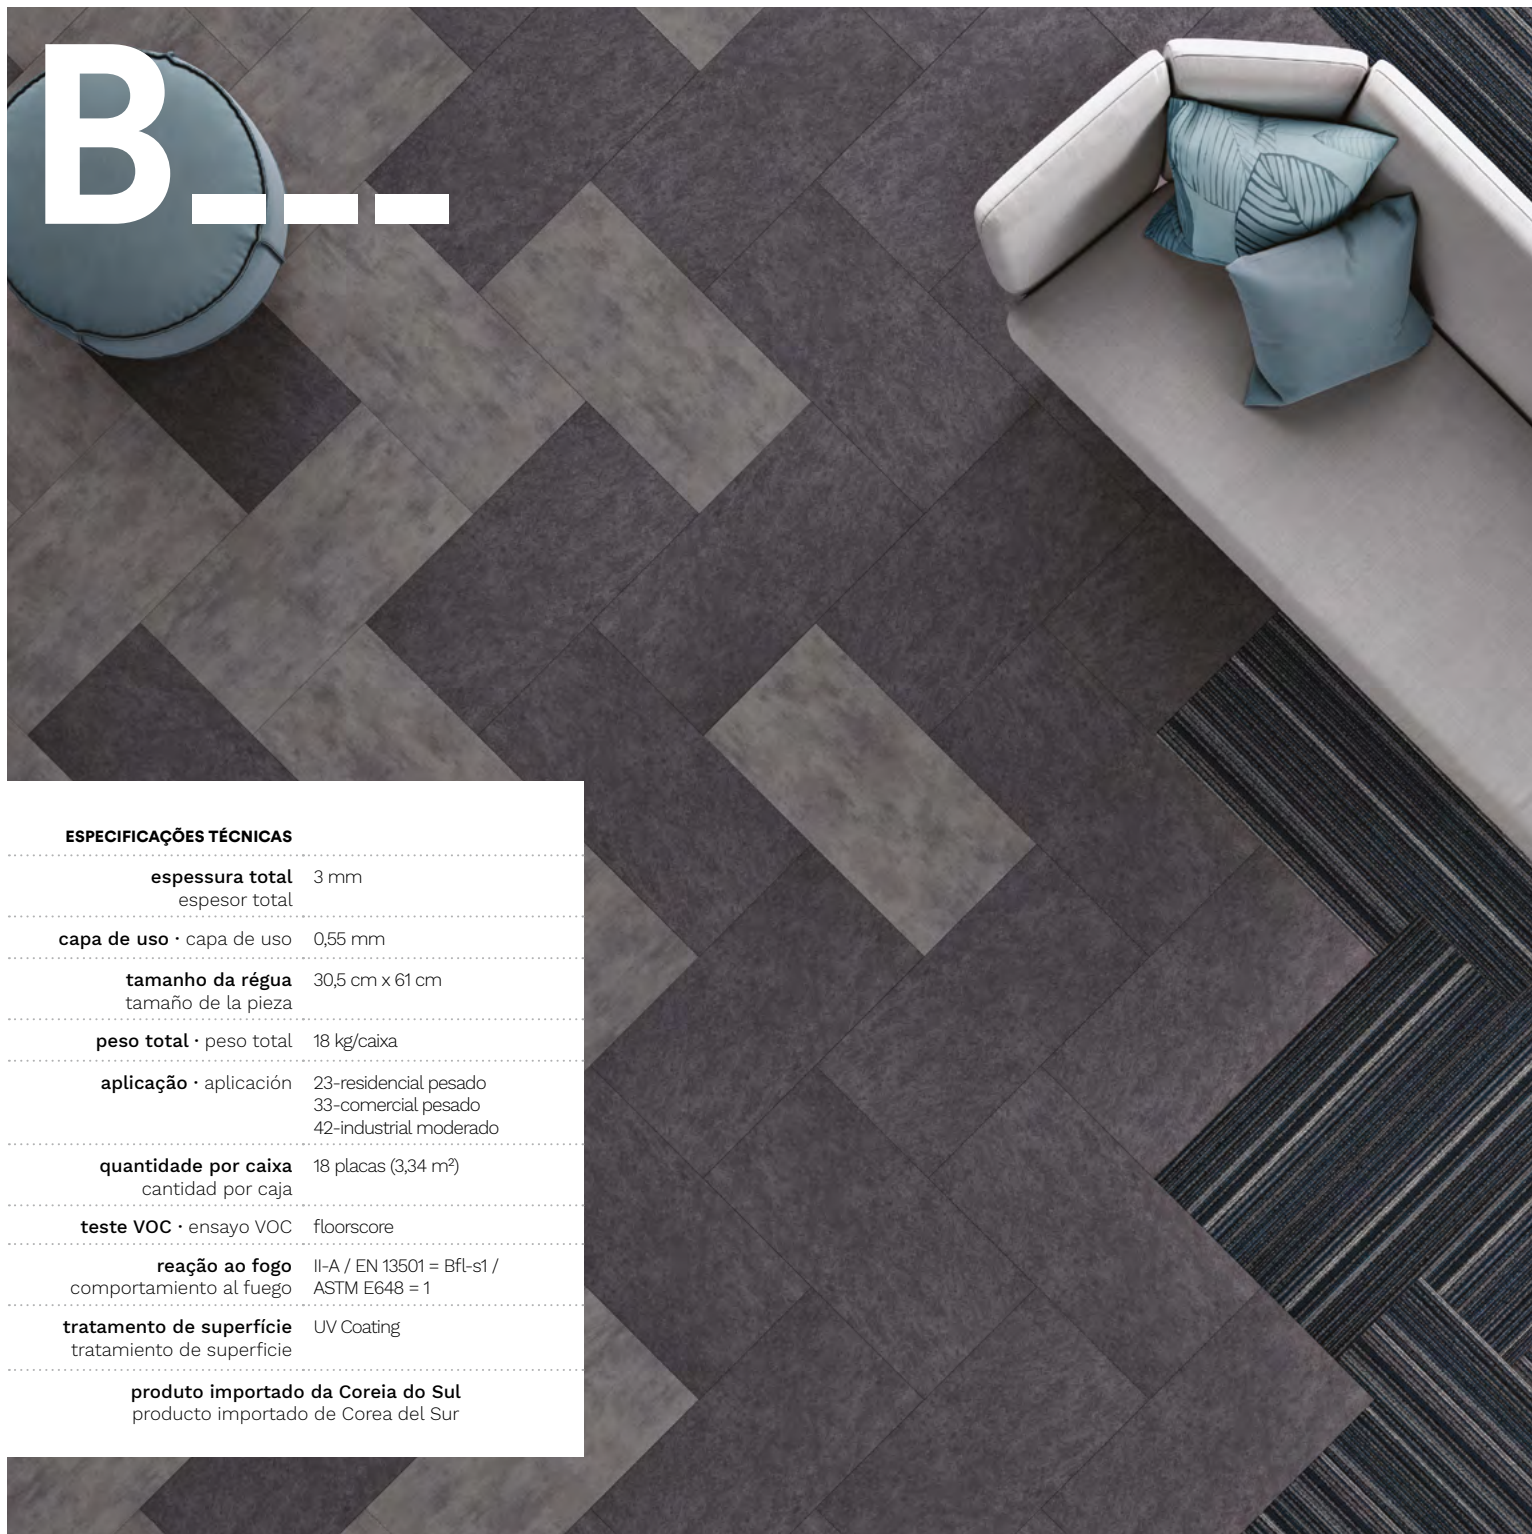 B___
ESPECIFICAÇÕES TÉCNICAS
espessura total 3 mm
espesor total
capa de uso · capa de uso 0,55 mm
tamanho da régua 30,5 cm x 61 cm
tamaño de la pieza
peso total · peso total 18 kg/caixa
aplicação · aplicación 23-residencial pesado
33-comercial pesado
42-industrial moderado
quantidade por caixa 18 placas (3,34 m²)
cantidad por caja
teste VOC · ensayo VOC floorscore
reação ao fogo II-A / EN 13501 = Bfl-s1 /
comportamiento al fuego ASTM E648 = 1
tratamento de superfície UV Coating
tratamiento de superficie
produto importado da Coreia do Sul
producto importado de Corea del Sur